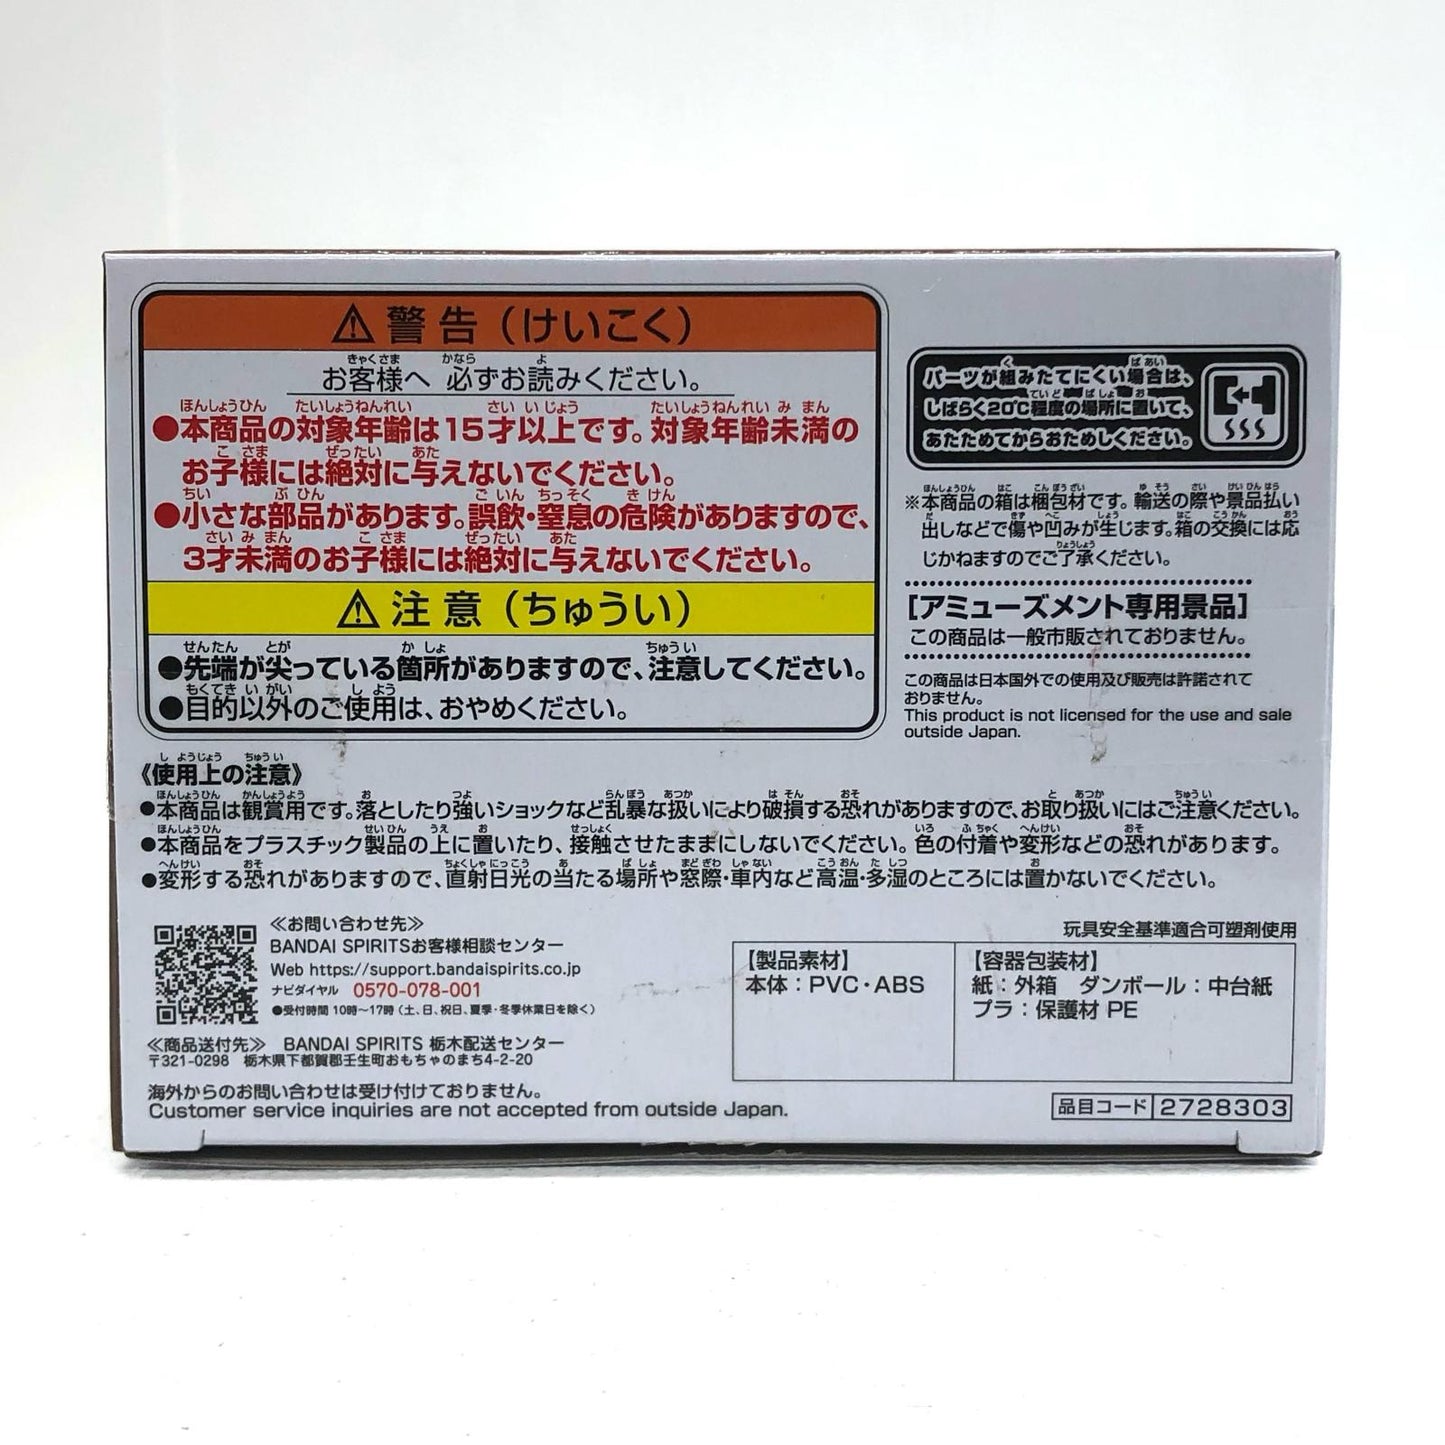 ⚠警告（けいこく）
お客様へ 必ずお読みください。
●本商品の対象年齢は15才以上です。対象年齢未満の
お子様には絶対に与えないでください。
●小さな部品があります。誤飲・窒息の危険がありますので、
3才未満のお子様には絶対に与えないでください。
⚠注意（ちゅうい）
●先端が尖っている箇所がありますので、注意してください。
●目的以外のご使用は、おやめください。
パーツが組みたてにくい場合は、
しばらく20℃程度の場所に置いて、
あたためてからおためしください。
※本商品の箱は梱包材です。輸送の際や景品払い
出しなどで傷や凹みが生じます。箱の交換には応
じかねますのでご了承ください。
［アミューズメント専用景品］
この商品は一般市販されておりません。
この商品は日本国外での使用及び販売は許諾されて
おりません。
This product is not licensed for the use and sale
outside Japan.
《使用上の注意》
●本商品は観賞用です。落としたり強いショックなど乱暴な扱いにより破損する恐れがありますので、お取り扱いにはご注意ください。
●本商品をプラスチック製品の上に置いたり、接触させたままにしないでください。色の付着や変形などの恐れがあります。
●変形する恐れがありますので、直射日光の当たる場所や窓際・車内など高温・多湿のところには置かないでください。
≪お問い合わせ先≫
BANDAI SPIRITSお客様相談センター
Web https://support.bandaispirits.co.jp
ナビダイヤル 0570-078-001
●受付時間 10時〜17時（土、日、祝日、夏季・冬季休業日を除く）
≪商品送付先≫ BANDAI SPIRITS 栃木配送センター
〒321-0298 栃木県下都賀郡壬生町おもちゃのまち4-2-20
海外からのお問い合わせは受け付けておりません。
Customer service inquiries are not accepted from outside Japan.
玩具安全基準適合可塑剤使用
【製品素材】
本体：PVC・ABS
【容器包装材】
紙：外箱 ダンボール：中台紙
プラ：保護材 PE
品目コード 2728303